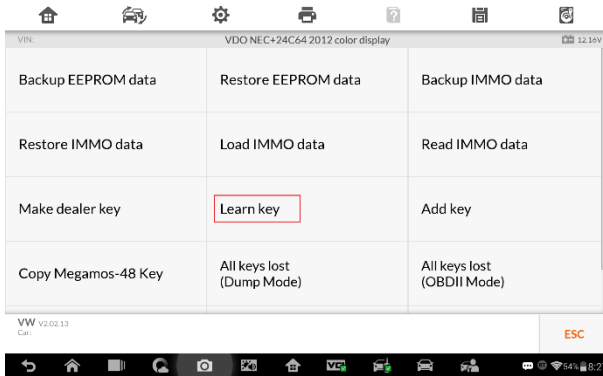 VIN: VDO NEC+24C64 2012 color display 12.16V
Backup EEPROM data
Restore EEPROM data
Backup IMMO data
Restore IMMO data
Load IMMO data
Read IMMO data
Make dealer key
Learn key
Add key
Copy Megamos-48 Key
All keys lost
(Dump Mode)
All keys lost
(OBDII Mode)
VW V2.02.13
Car:
ESC
54% 8:2